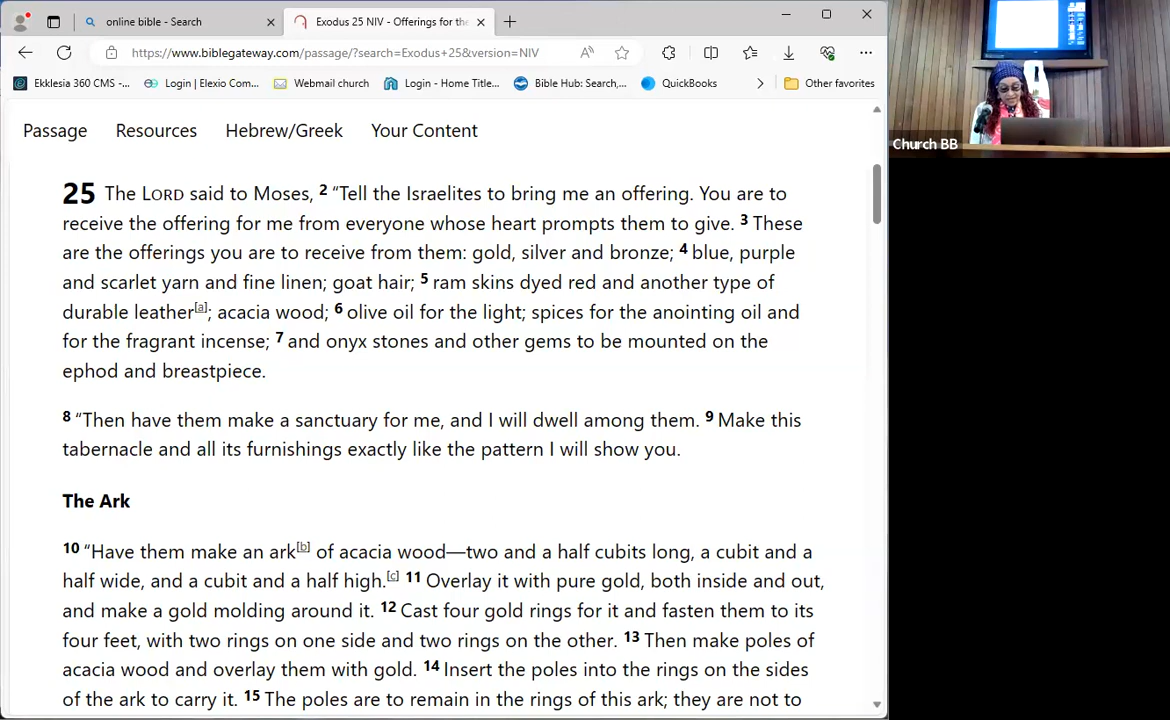 online bible - Search
Exodus 25 NIV - Offerings for the
https://www.biblegateway.com/passage/?search=Exodus+25&version=NIV
Ekklesia 360 CMS -...
Login | Elexio Com...
Webmail church
Login - Home Title...
Bible Hub: Search,...
QuickBooks
Other favorites
Passage
Resources
Hebrew/Greek
Your Content
Church BB
25 The LORD said to Moses, 2 “Tell the Israelites to bring me an offering. You are to
receive the offering for me from everyone whose heart prompts them to give. 3 These
are the offerings you are to receive from them: gold, silver and bronze; 4 blue, purple
and scarlet yarn and fine linen; goat hair; 5 ram skins dyed red and another type of
durable leather[a]; acacia wood; 6 olive oil for the light; spices for the anointing oil and
for the fragrant incense; 7 and onyx stones and other gems to be mounted on the
ephod and breastpiece.
8 “Then have them make a sanctuary for me, and I will dwell among them. 9 Make this
tabernacle and all its furnishings exactly like the pattern I will show you.
The Ark
10 “Have them make an ark[b] of acacia wood—two and a half cubits long, a cubit and a
half wide, and a cubit and a half high.[c] 11 Overlay it with pure gold, both inside and out,
and make a gold molding around it. 12 Cast four gold rings for it and fasten them to its
four feet, with two rings on one side and two rings on the other. 13 Then make poles of
acacia wood and overlay them with gold. 14 Insert the poles into the rings on the sides
of the ark to carry it. 15 The poles are to remain in the rings of this ark; they are not to